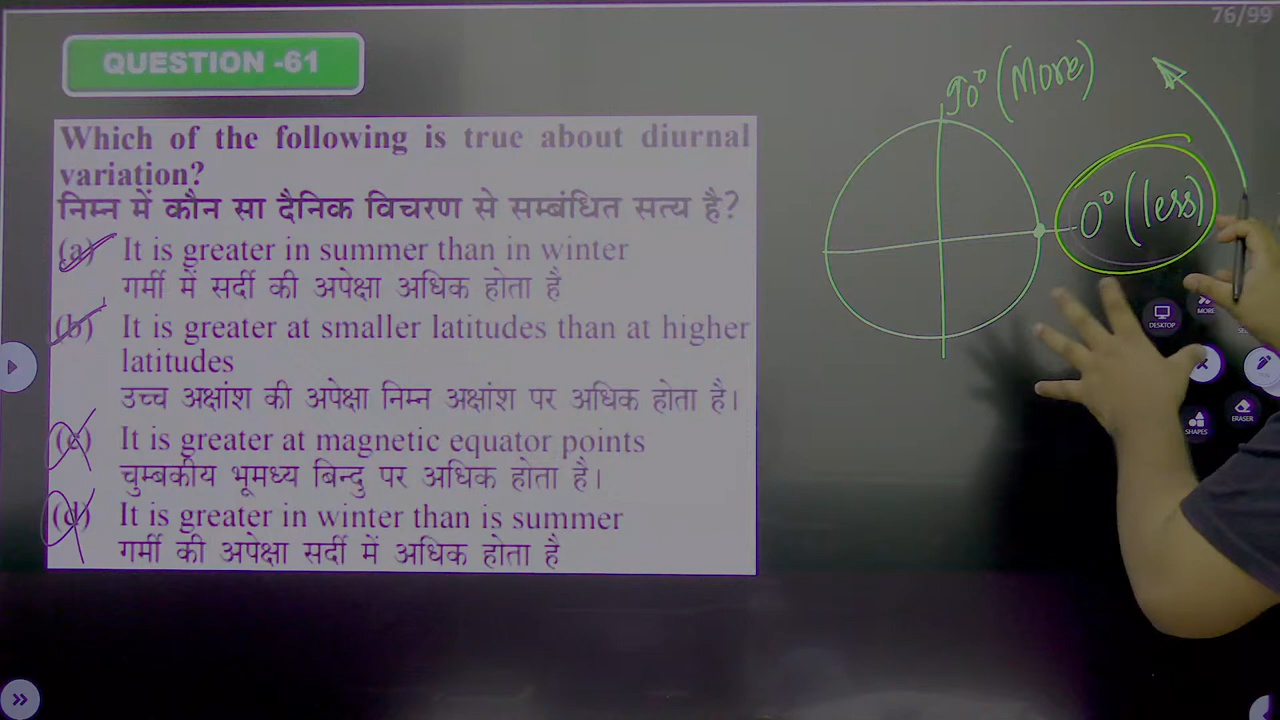 76/99
QUESTION -61
Which of the following is true about diurnal
variation?
निम्न में कौन सा दैनिक विचरण से सम्बंधित सत्य है?
(a) It is greater in summer than in winter
गर्मी में सर्दी की अपेक्षा अधिक होता है
(b) It is greater at smaller latitudes than at higher
latitudes
उच्च अक्षांश की अपेक्षा निम्न अक्षांश पर अधिक होता है।
(c) It is greater at magnetic equator points
चुम्बकीय भूमध्य बिन्दु पर अधिक होता है।
(d) It is greater in winter than is summer
गर्मी की अपेक्षा सर्दी में अधिक होता है
90° (More)
0° (less)
DESKTOP
MORE
SHAPES
ERASER